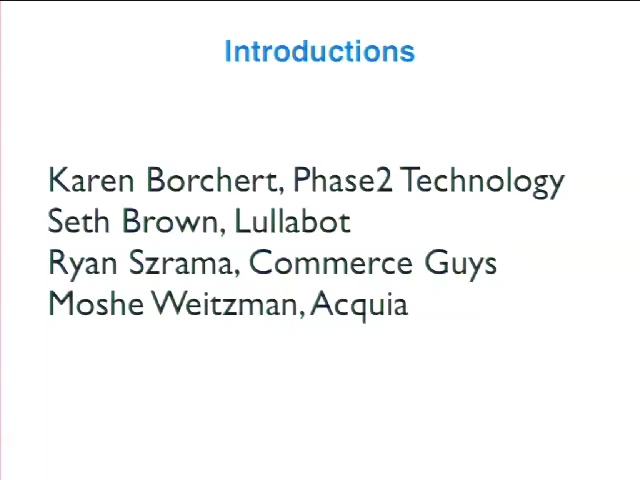 Introductions
Karen Borchert, Phase2 Technology
Seth Brown, Lullabot
Ryan Szrama, Commerce Guys
Moshe Weitzman, Acquia